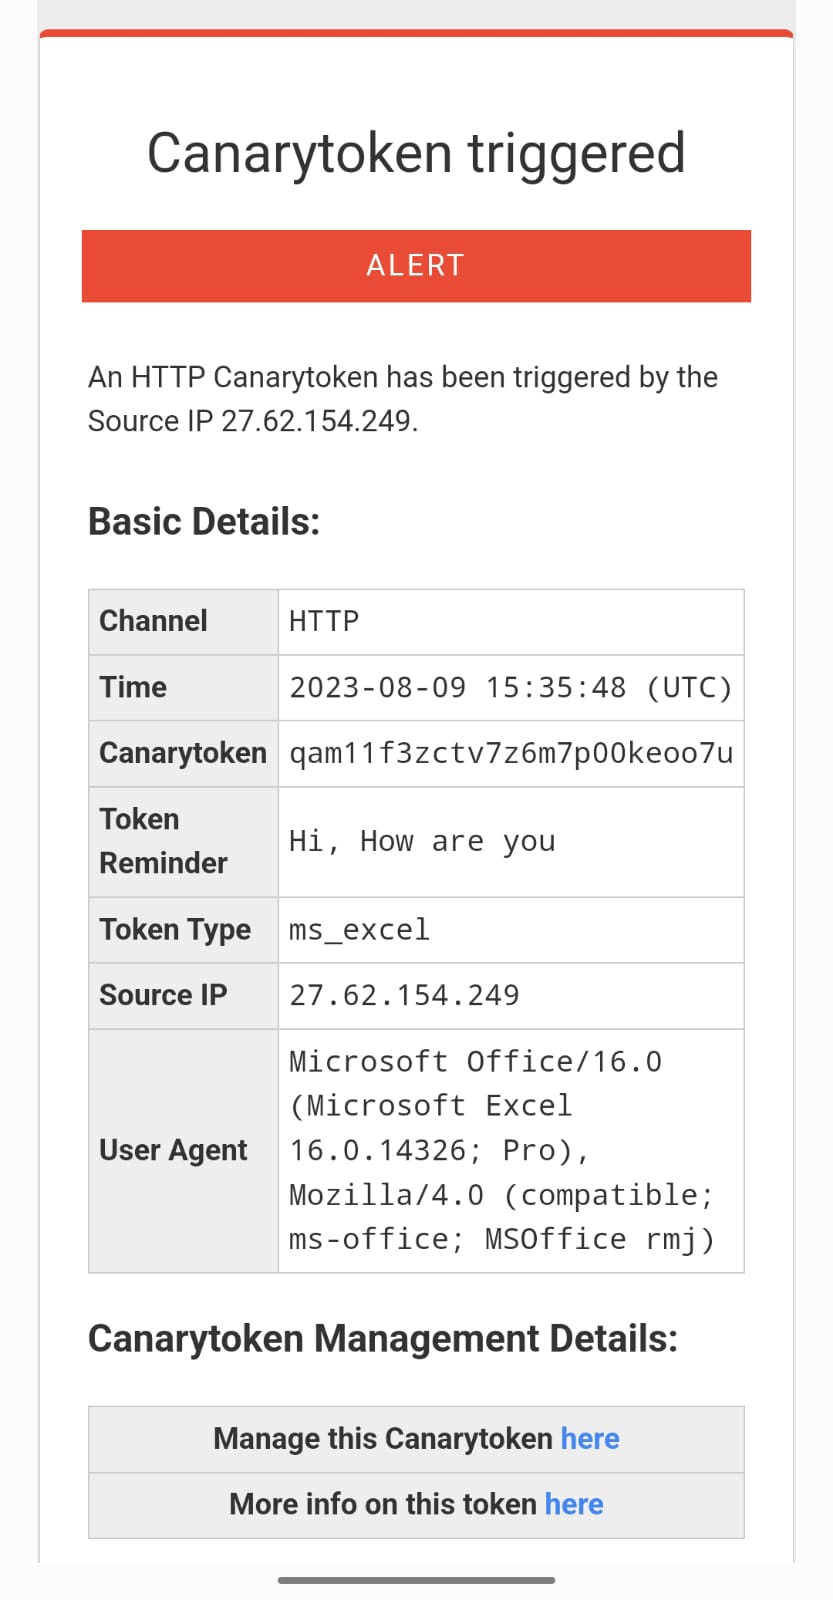 Canarytoken triggered
ALERT
An HTTP Canarytoken has been triggered by the
Source IP 27.62.154.249.
Basic Details:
Channel HTTP
Time 2023-08-09 15:35:48 (UTC)
Canarytoken qam11f3zctv7z6m7p00keoo7u
Token
Reminder
Hi, How are you
Token Type ms_excel
Source IP 27.62.154.249
User Agent
Microsoft Office/16.0
(Microsoft Excel
16.0.14326; Pro),
Mozilla/4.0 (compatible;
ms-office; MSOffice rmj)
Canarytoken Management Details:
Manage this Canarytoken here
More info on this token here